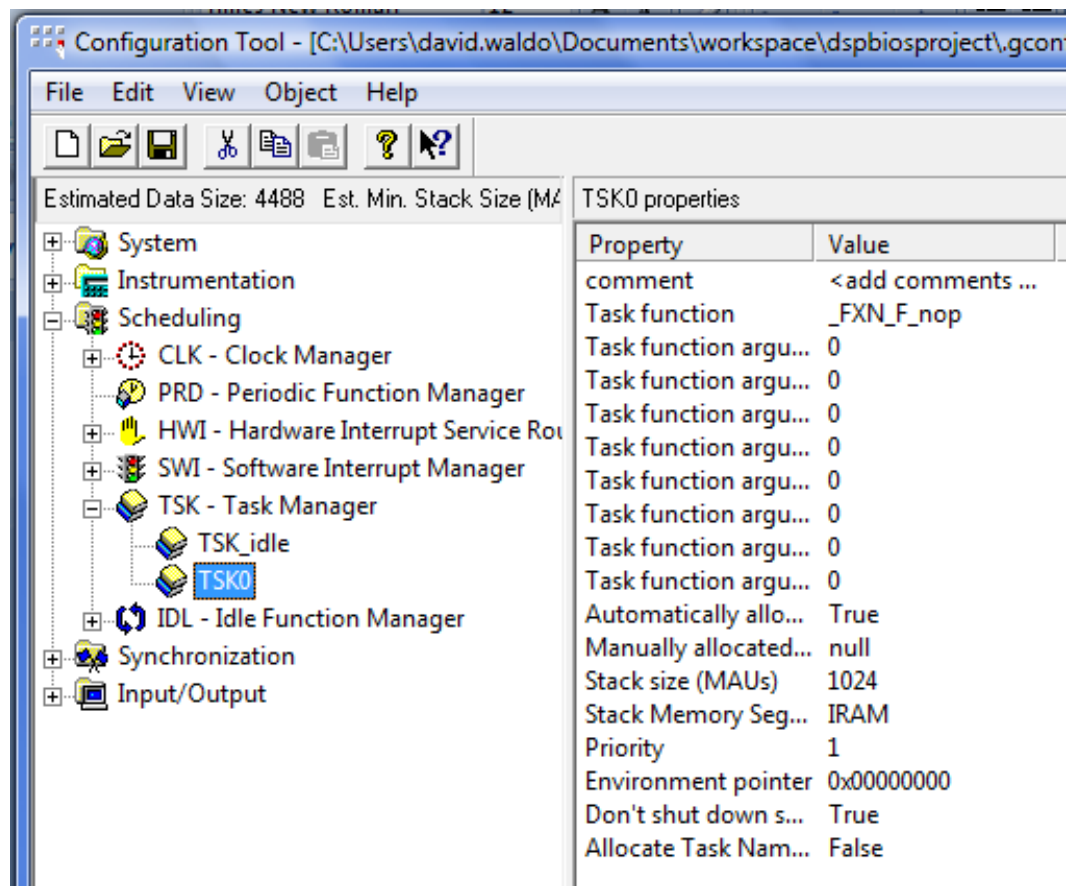 Configuration Tool - [C:\Users\david.waldo\Documents\workspace\dspbiosproject\.gconf
File Edit View Object Help
Estimated Data Size: 4488 Est. Min. Stack Size (MA
System
Instrumentation
Scheduling
CLK - Clock Manager
PRD - Periodic Function Manager
HWI - Hardware Interrupt Service Rou
SWI - Software Interrupt Manager
TSK - Task Manager
TSK_idle
TSK0
IDL - Idle Function Manager
Synchronization
Input/Output
TSK0 properties
Property Value
comment <add comments ...
Task function _FXN_F_nop
Task function argu... 0
Task function argu... 0
Task function argu... 0
Task function argu... 0
Task function argu... 0
Task function argu... 0
Task function argu... 0
Task function argu... 0
Automatically allo... True
Manually allocated... null
Stack size (MAUs) 1024
Stack Memory Seg... IRAM
Priority 1
Environment pointer 0x00000000
Don't shut down s... True
Allocate Task Nam... False